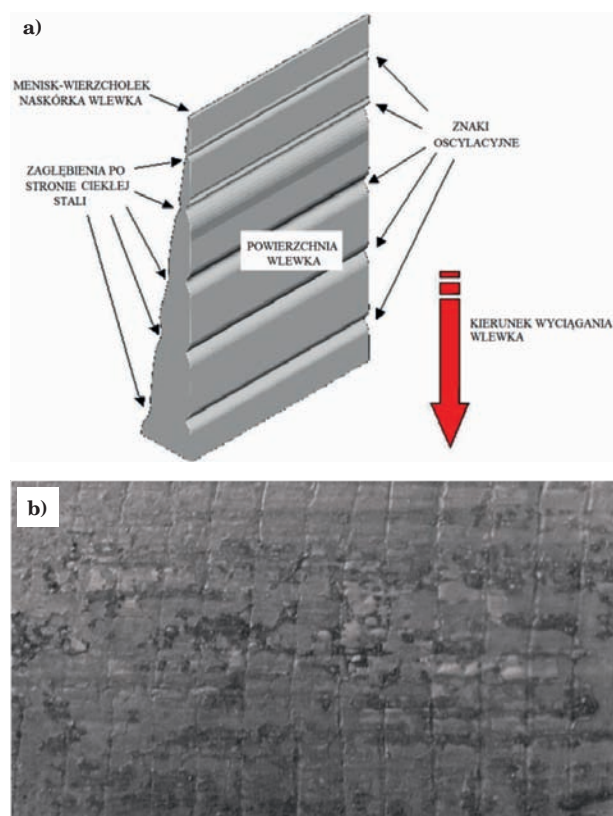 a)
MENISK-WIERZCHOŁEK
NASKÓRKA WLEWKA
ZAGŁĘBIENIA PO
STRONIE CIEKŁEJ
STALI
ZNAKI
OSCYLACYJNE
POWIERZCHNIA
WLEWKA
KIERUNEK WYCIĄGANIA
WLEWKA
b)